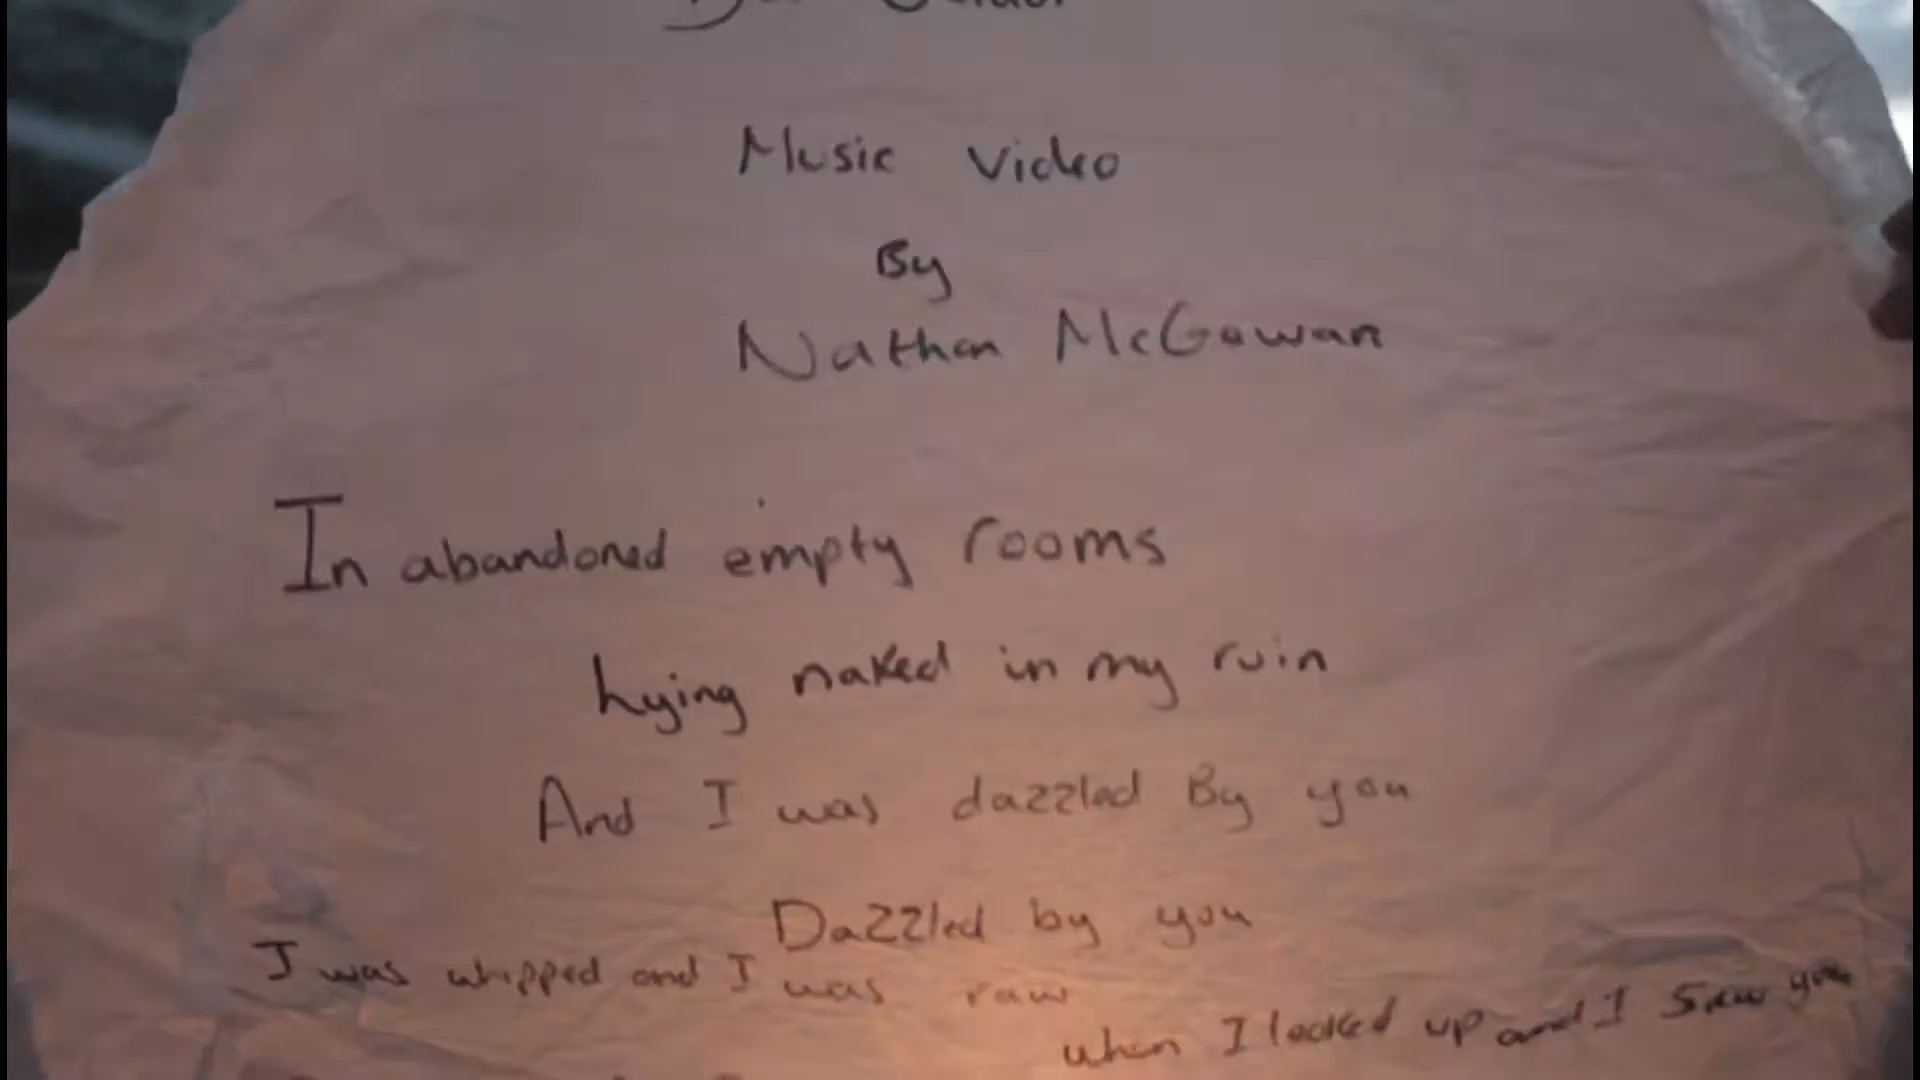 Music Video
By
Nathan McGowan
In abandoned empty rooms
Lying naked in my ruin
And I was dazzled By you
Dazzled by you
I was whipped and I was raw
when I looked up and I saw you